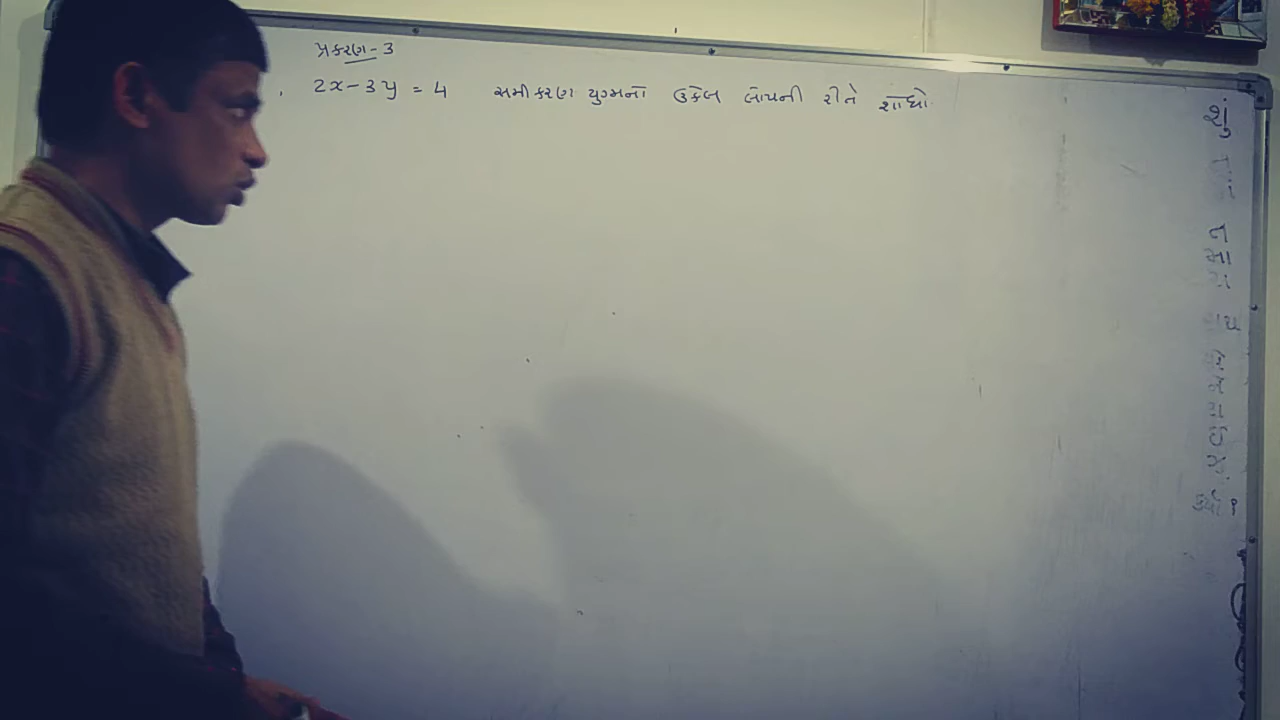 પ્રકરણ-3
2x-3y = 4 સમીકરણ યુગ્મનો ઉકેલ લોપની રીતે શોધો.
શું